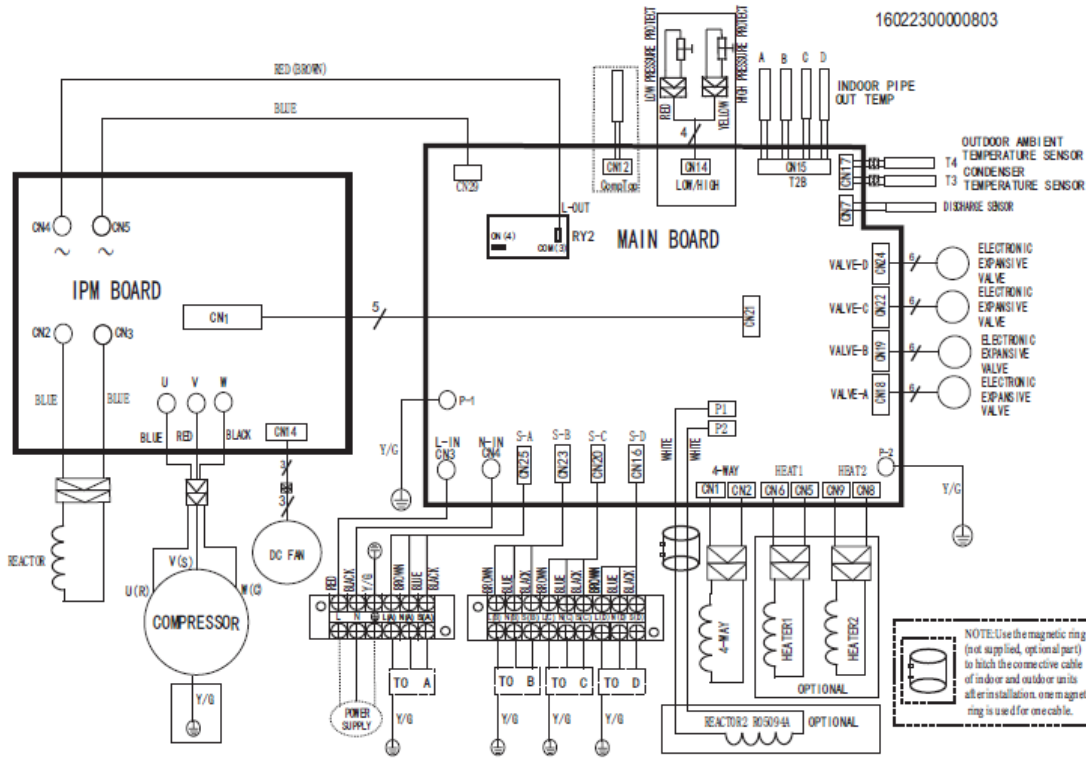 16022300000803
RED(BROWN)
BLUE
LOW PRESSURE PROTECT
HIGH PRESSURE PROTECT
RED
YELLOW
4
A B C D
INDOOR PIPE
OUT TEMP
CN12
CN14
LOW/HIGH
CN15
T2B
CN17
T4
OUTDOOR AMBIENT
TEMPERATURE SENSOR
T3
CONDENSER
TEMPERATURE SENSOR
CN7
DISCHARGE SENSOR
CN29
L-OUT
RY2
COM(3)
MAIN BOARD
CN4
CN5
~ ~
IPM BOARD
CN1
5
CN21
CN2
CN3
BLUE
BLUE
U V W
BLUE
RED
BLACK
CN14
3
3
DC FAN
REACTOR
V(S)
U(R)
COMPRESSOR
Y/G
VALVE-D
CN24
6
ELECTRONIC
EXPANSIVE
VALVE
VALVE-C
CN22
6
ELECTRONIC
EXPANSIVE
VALVE
VALVE-B
CN19
6
ELECTRONIC
EXPANSIVE
VALVE
VALVE-A
CN18
6
ELECTRONIC
EXPANSIVE
VALVE
P-1
Y/G
L-IN
CN3
N-IN
CN4
S-A
CN25
S-B
CN23
S-C
CN20
S-D
CN16
WHITE
WHITE
P1
P2
4-WAY
CN1
CN2
HEAT1
CN6
CN5
HEAT2
CN9
CN8
P-2
Y/G
RED
BLACK
Y/G
BROWN
BLUE
BLACK
BROWN
BLUE
BLACK
BROWN
BLUE
BLACK
BROWN
BLUE
BLACK
L N L(A) N(A) S(A)
L(B) N(B) S(B) L(C) N(C) S(C) L(D) N(D) S(D)
TO A
TO B
TO C
TO D
POWER
SUPPLY
Y/G
Y/G
Y/G
Y/G
4-WAY
HEATER1
HEATER2
OPTIONAL
REACTOR2 R05094A
OPTIONAL
NOTE:Use the magnetic ring
(not supplied, optional part)
to hitch the connective cable
of indoor and outdoor units
after installation. one magnet
ring is used for one cable.